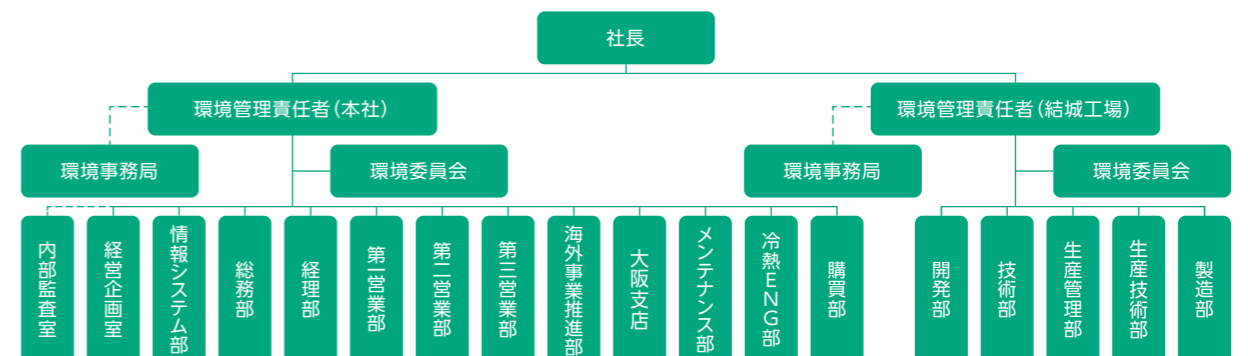 社長
環境管理責任者（本社）
環境管理責任者（結城工場）
環境事務局
環境委員会
環境事務局
環境委員会
内部監査室
経営企画室
情報システム部
総務部
経理部
第一営業部
第二営業部
第三営業部
海外事業推進部
大阪支店
メンテナンス部
冷熱ENG部
購買部
開発部
技術部
生産管理部
生産技術部
製造部